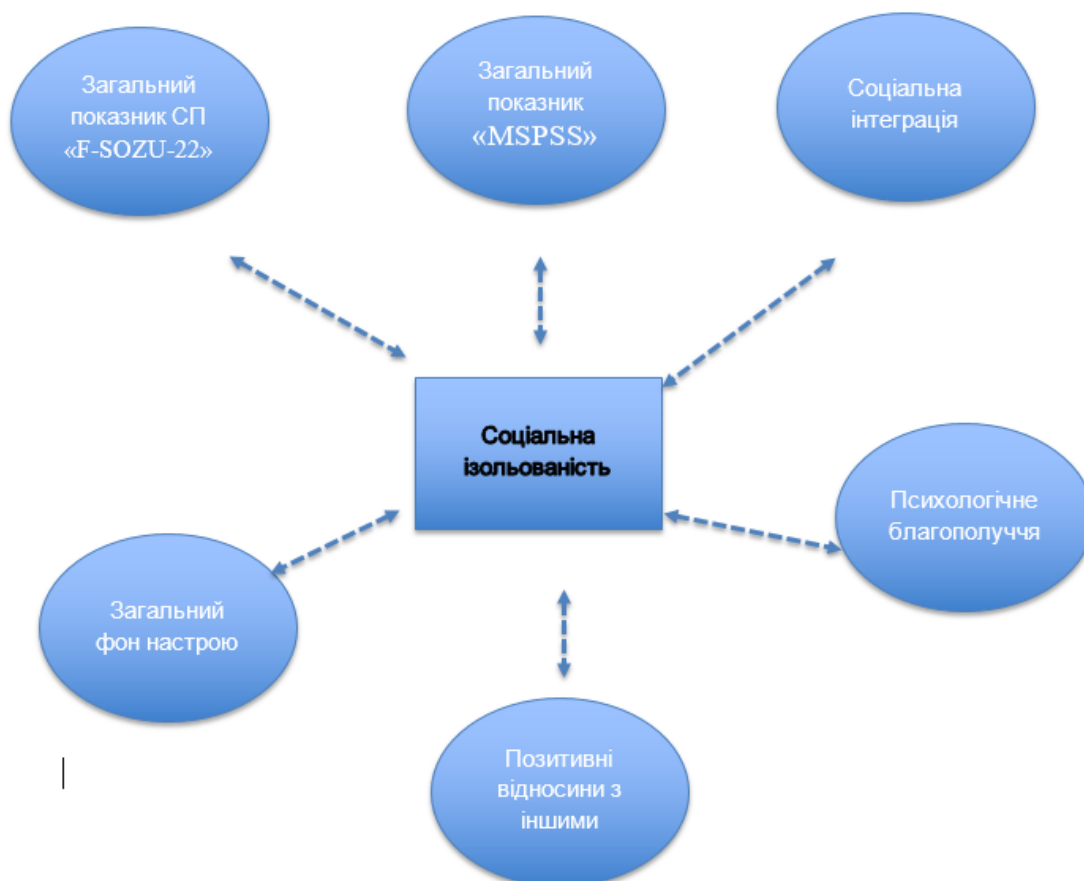 Загальний
показник СП
«F-SOZU-22»
Загальний
показник
«MSPSS»
Соціальна
інтеграція
Соціальна
ізольованість
Психологічне
благополуччя
Загальний
фон настрою
Позитивні
відносини з
іншими